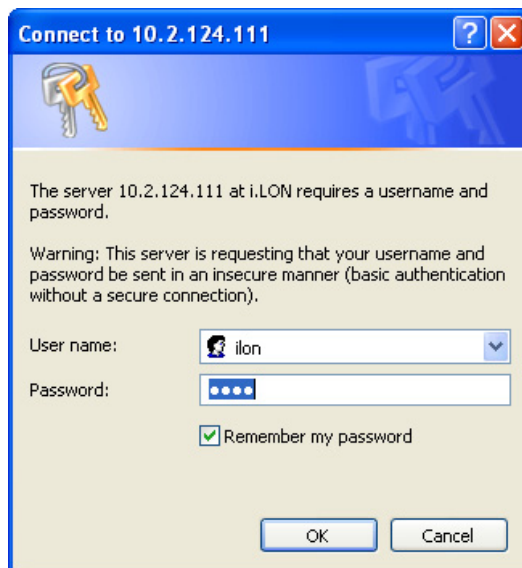 Connect to 10.2.124.111
The server 10.2.124.111 at i.LON requires a username and
password.
Warning: This server is requesting that your username and
password be sent in an insecure manner (basic authentication
without a secure connection).
User name:
ilon
Password:
●●●●
Remember my password
OK
Cancel